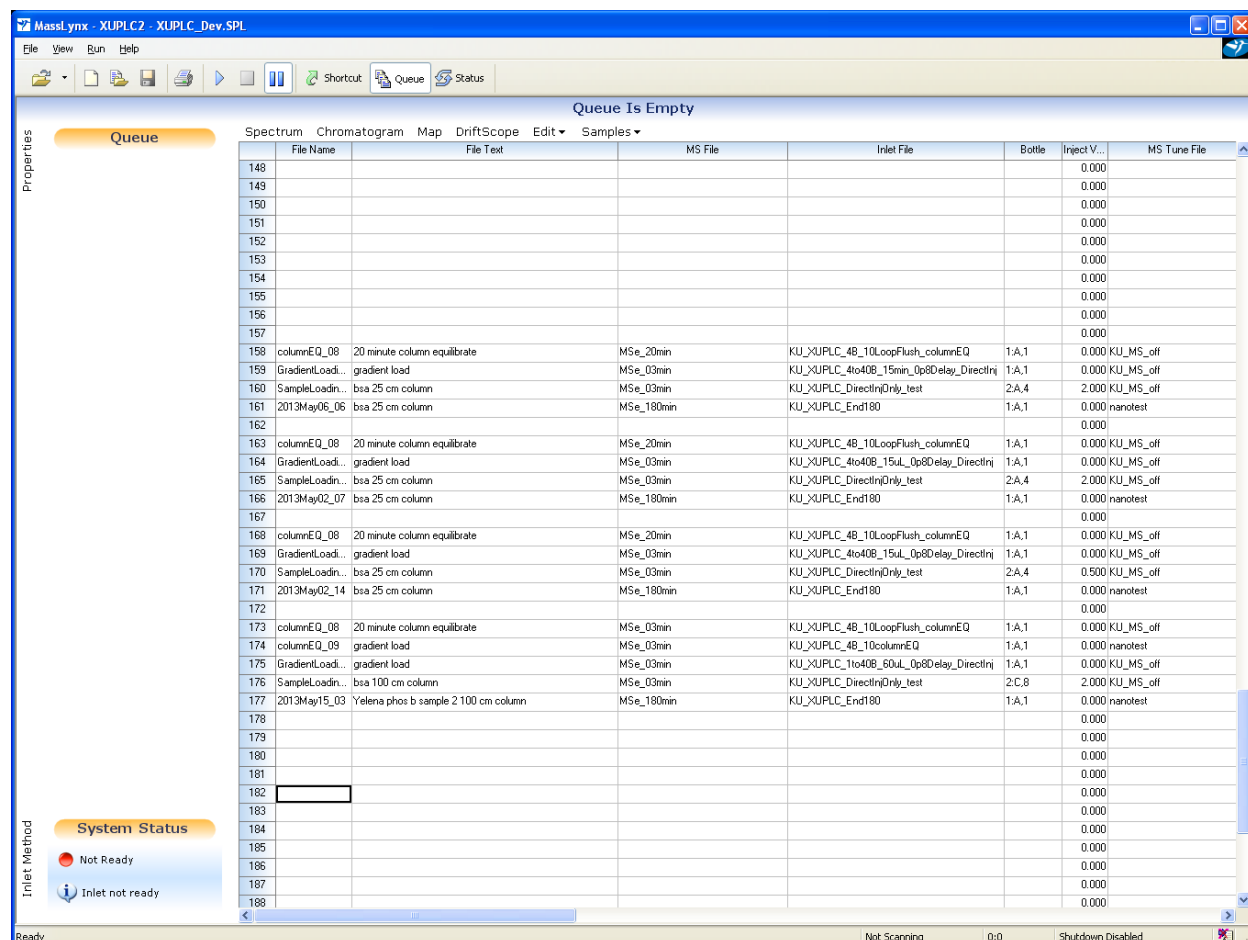 MassLynx - XUPLC2 - XUPLC_Dev.SPL
File View Run Help
Shortcut Queue Status
Queue Is Empty
Properties
Queue
Spectrum Chromatogram Map DriftScope Edit Samples
File Name File Text MS File Inlet File Bottle Inject V... MS Tune File
148 0.000
149 0.000
150 0.000
151 0.000
152 0.000
153 0.000
154 0.000
155 0.000
156 0.000
157 0.000
158 columnEQ_08 20 minute column equilibrate MSe_20min KU_XUPLC_4B_10LoopFlush_columnEQ 1:A,1 0.000 KU_MS_off
159 GradientLoadi... gradient load MSe_03min KU_XUPLC_4to40B_15min_0p8Delay_DirectInj 1:A,1 0.000 KU_MS_off
160 SampleLoadin... bsa 25 cm column MSe_03min KU_XUPLC_DirectInjOnly_test 2:A,4 2.000 KU_MS_off
161 2013May06_06 bsa 25 cm column MSe_180min KU_XUPLC_End180 1:A,1 0.000 nanotest
162 0.000
163 columnEQ_08 20 minute column equilibrate MSe_20min KU_XUPLC_4B_10LoopFlush_columnEQ 1:A,1 0.000 KU_MS_off
164 GradientLoadi... gradient load MSe_03min KU_XUPLC_4to40B_15uL_0p8Delay_DirectInj 1:A,1 0.000 KU_MS_off
165 SampleLoadin... bsa 25 cm column MSe_03min KU_XUPLC_DirectInjOnly_test 2:A,4 2.000 KU_MS_off
166 2013May02_07 bsa 25 cm column MSe_180min KU_XUPLC_End180 1:A,1 0.000 nanotest
167 0.000
168 columnEQ_08 20 minute column equilibrate MSe_20min KU_XUPLC_4B_10LoopFlush_columnEQ 1:A,1 0.000 KU_MS_off
169 GradientLoadi... gradient load MSe_03min KU_XUPLC_4to40B_15uL_0p8Delay_DirectInj 1:A,1 0.000 KU_MS_off
170 SampleLoadin... bsa 25 cm column MSe_03min KU_XUPLC_DirectInjOnly_test 2:A,4 0.500 KU_MS_off
171 2013May02_14 bsa 25 cm column MSe_180min KU_XUPLC_End180 1:A,1 0.000 nanotest
172 0.000
173 columnEQ_08 20 minute column equilibrate MSe_03min KU_XUPLC_4B_10LoopFlush_columnEQ 1:A,1 0.000 KU_MS_off
174 columnEQ_09 gradient load MSe_03min KU_XUPLC_4B_10columnEQ 1:A,1 0.000 nanotest
175 GradientLoadi... gradient load MSe_03min KU_XUPLC_1to40B_60uL_0p8Delay_DirectInj 1:A,1 0.000 KU_MS_off
176 SampleLoadin... bsa 100 cm column MSe_03min KU_XUPLC_DirectInjOnly_test 2:C,8 2.000 KU_MS_off
177 2013May15_03 Yelena phos b sample 2 100 cm column MSe_180min KU_XUPLC_End180 1:A,1 0.000 nanotest
178 0.000
179 0.000
180 0.000
181 0.000
182 0.000
183 0.000
184 0.000
185 0.000
186 0.000
187 0.000
188 0.000
Inlet Method
System Status
Not Ready
Inlet not ready
Ready Not Scanning 0:0 Shutdown Disabled